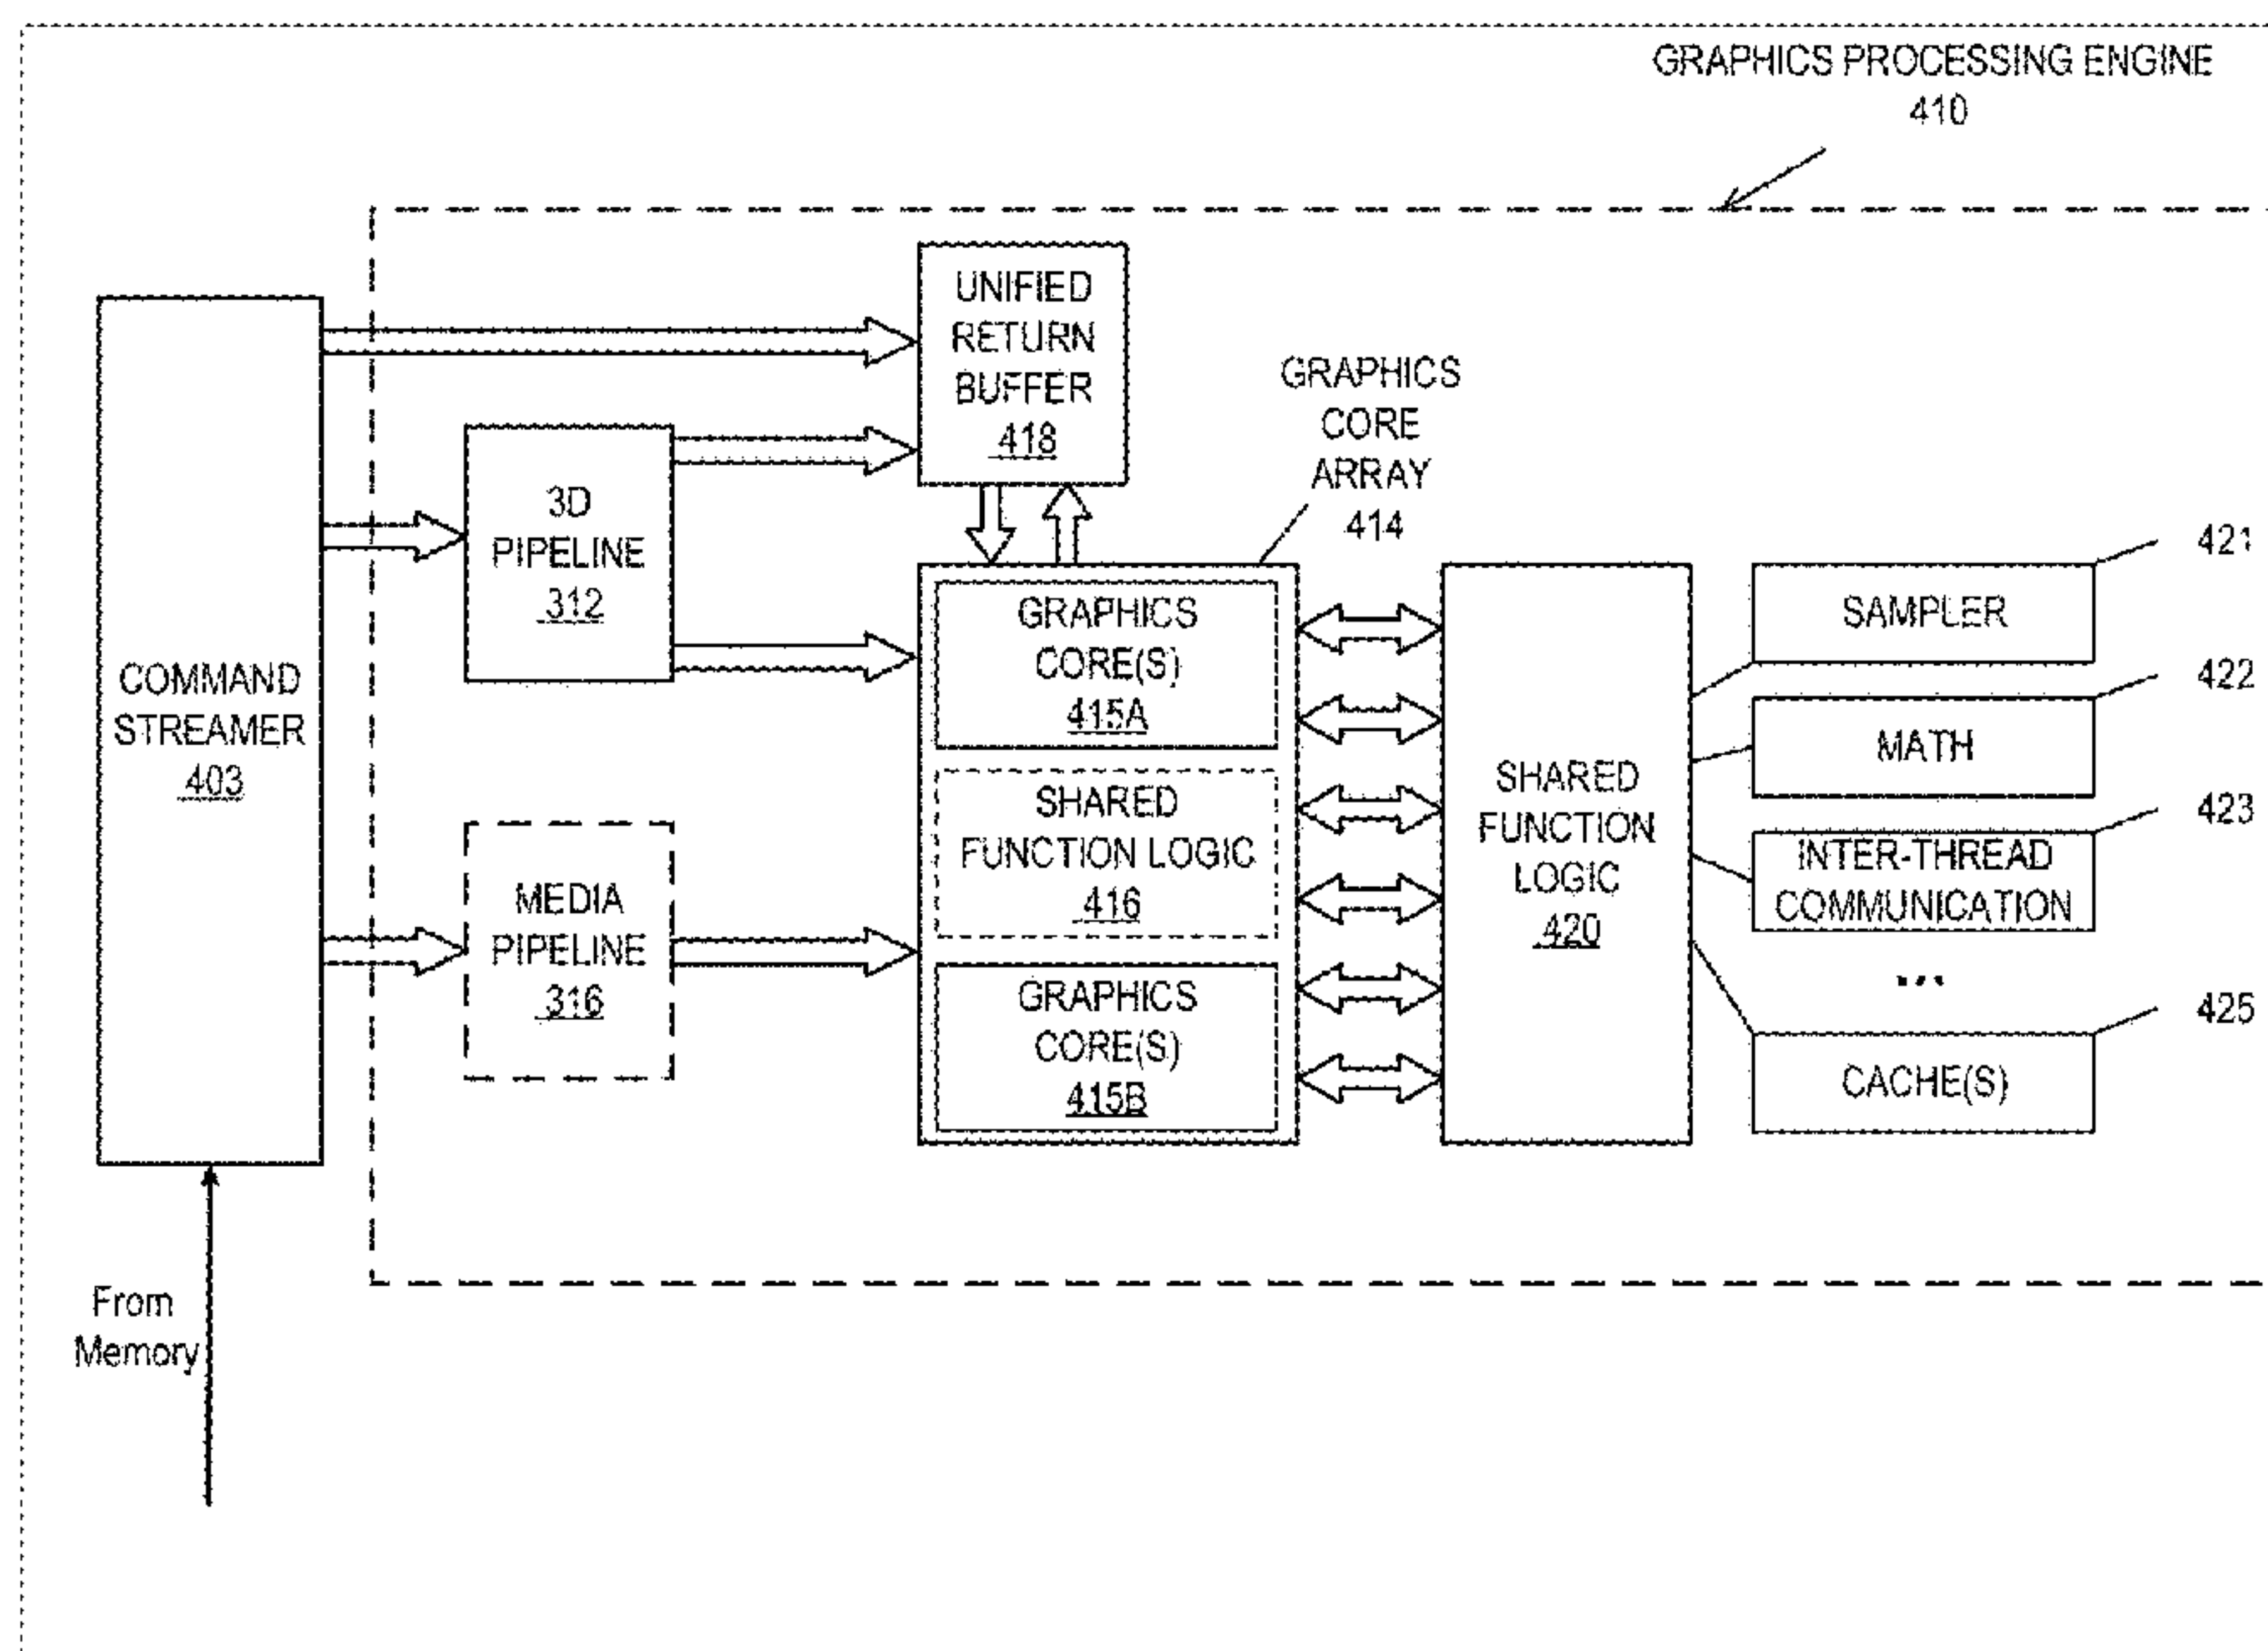 GRAPHICS PROCESSING ENGINE
410
UNIFIED
RETURN
BUFFER
418
GRAPHICS
CORE
ARRAY
414
3D
PIPELINE
312
COMMAND
STREAMER
403
MEDIA
PIPELINE
316
GRAPHICS
CORE(S)
415A
SHARED
FUNCTION LOGIC
416
GRAPHICS
CORE(S)
415B
SHARED
FUNCTION
LOGIC
420
421
SAMPLER
422
MATH
423
INTER-THREAD
COMMUNICATION
...
425
CACHE(S)
From
Memory